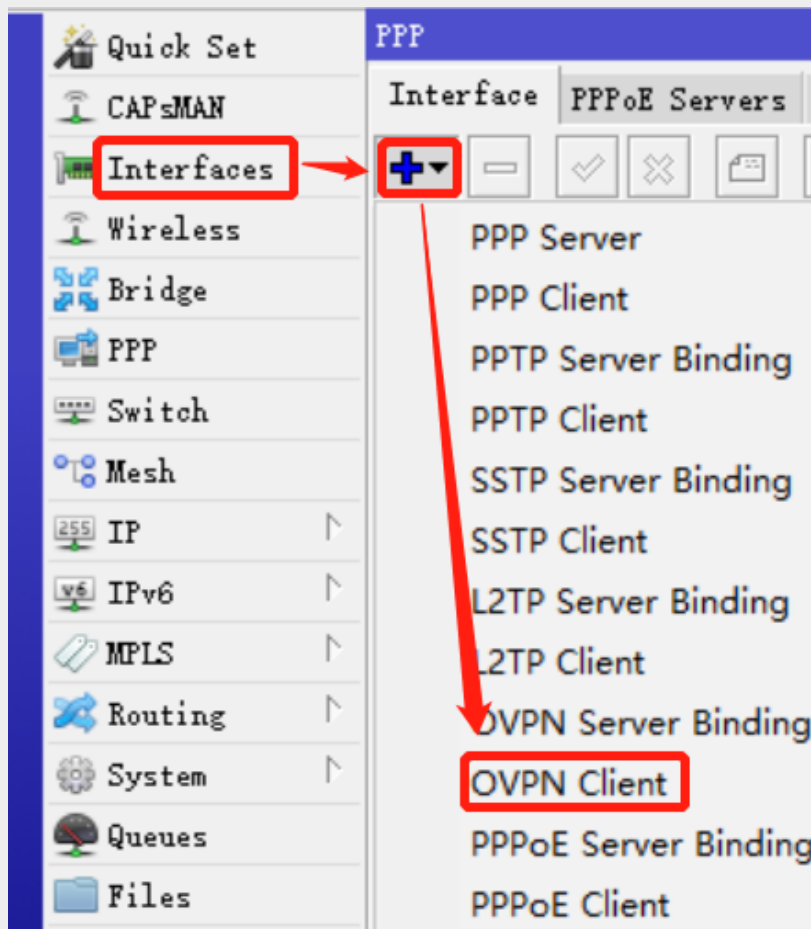 Quick Set
CAPsMAN
Interfaces
Wireless
Bridge
PPP
Switch
Mesh
255 IP
v6 IPv6
MPLS
Routing
System
Queues
Files
PPP
Interface PPPoE Servers
PPP Server
PPP Client
PPTP Server Binding
PPTP Client
SSTP Server Binding
SSTP Client
L2TP Server Binding
L2TP Client
OVPN Server Binding
OVPN Client
PPPoE Server Binding
PPPoE Client